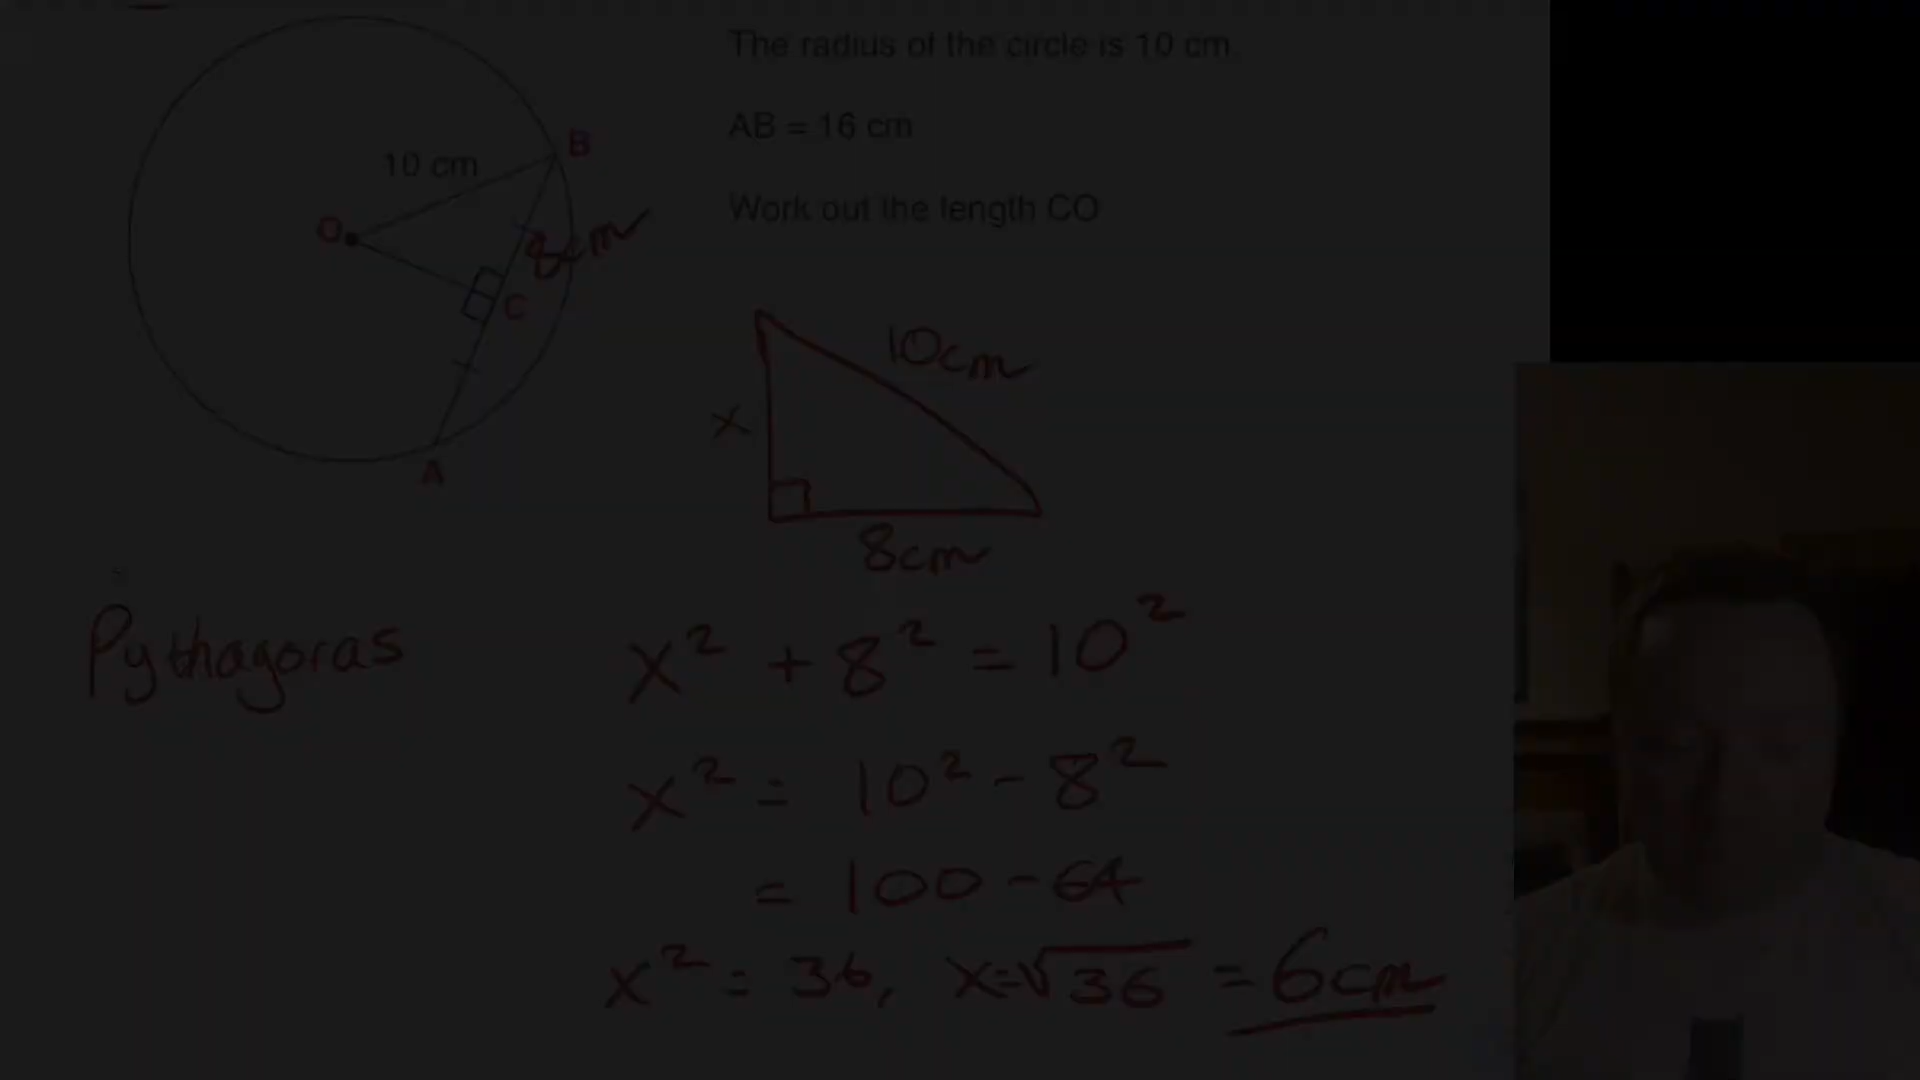 The radius of the circle is 10 cm.
AB = 16 cm
Work out the length CO
10 cm
B
O
8cm
C
A
10cm
x
8cm
Pythagoras
x² + 8² = 10²
x² = 10² - 8²
= 100 - 64
x² = 36, x = √36 = 6cm